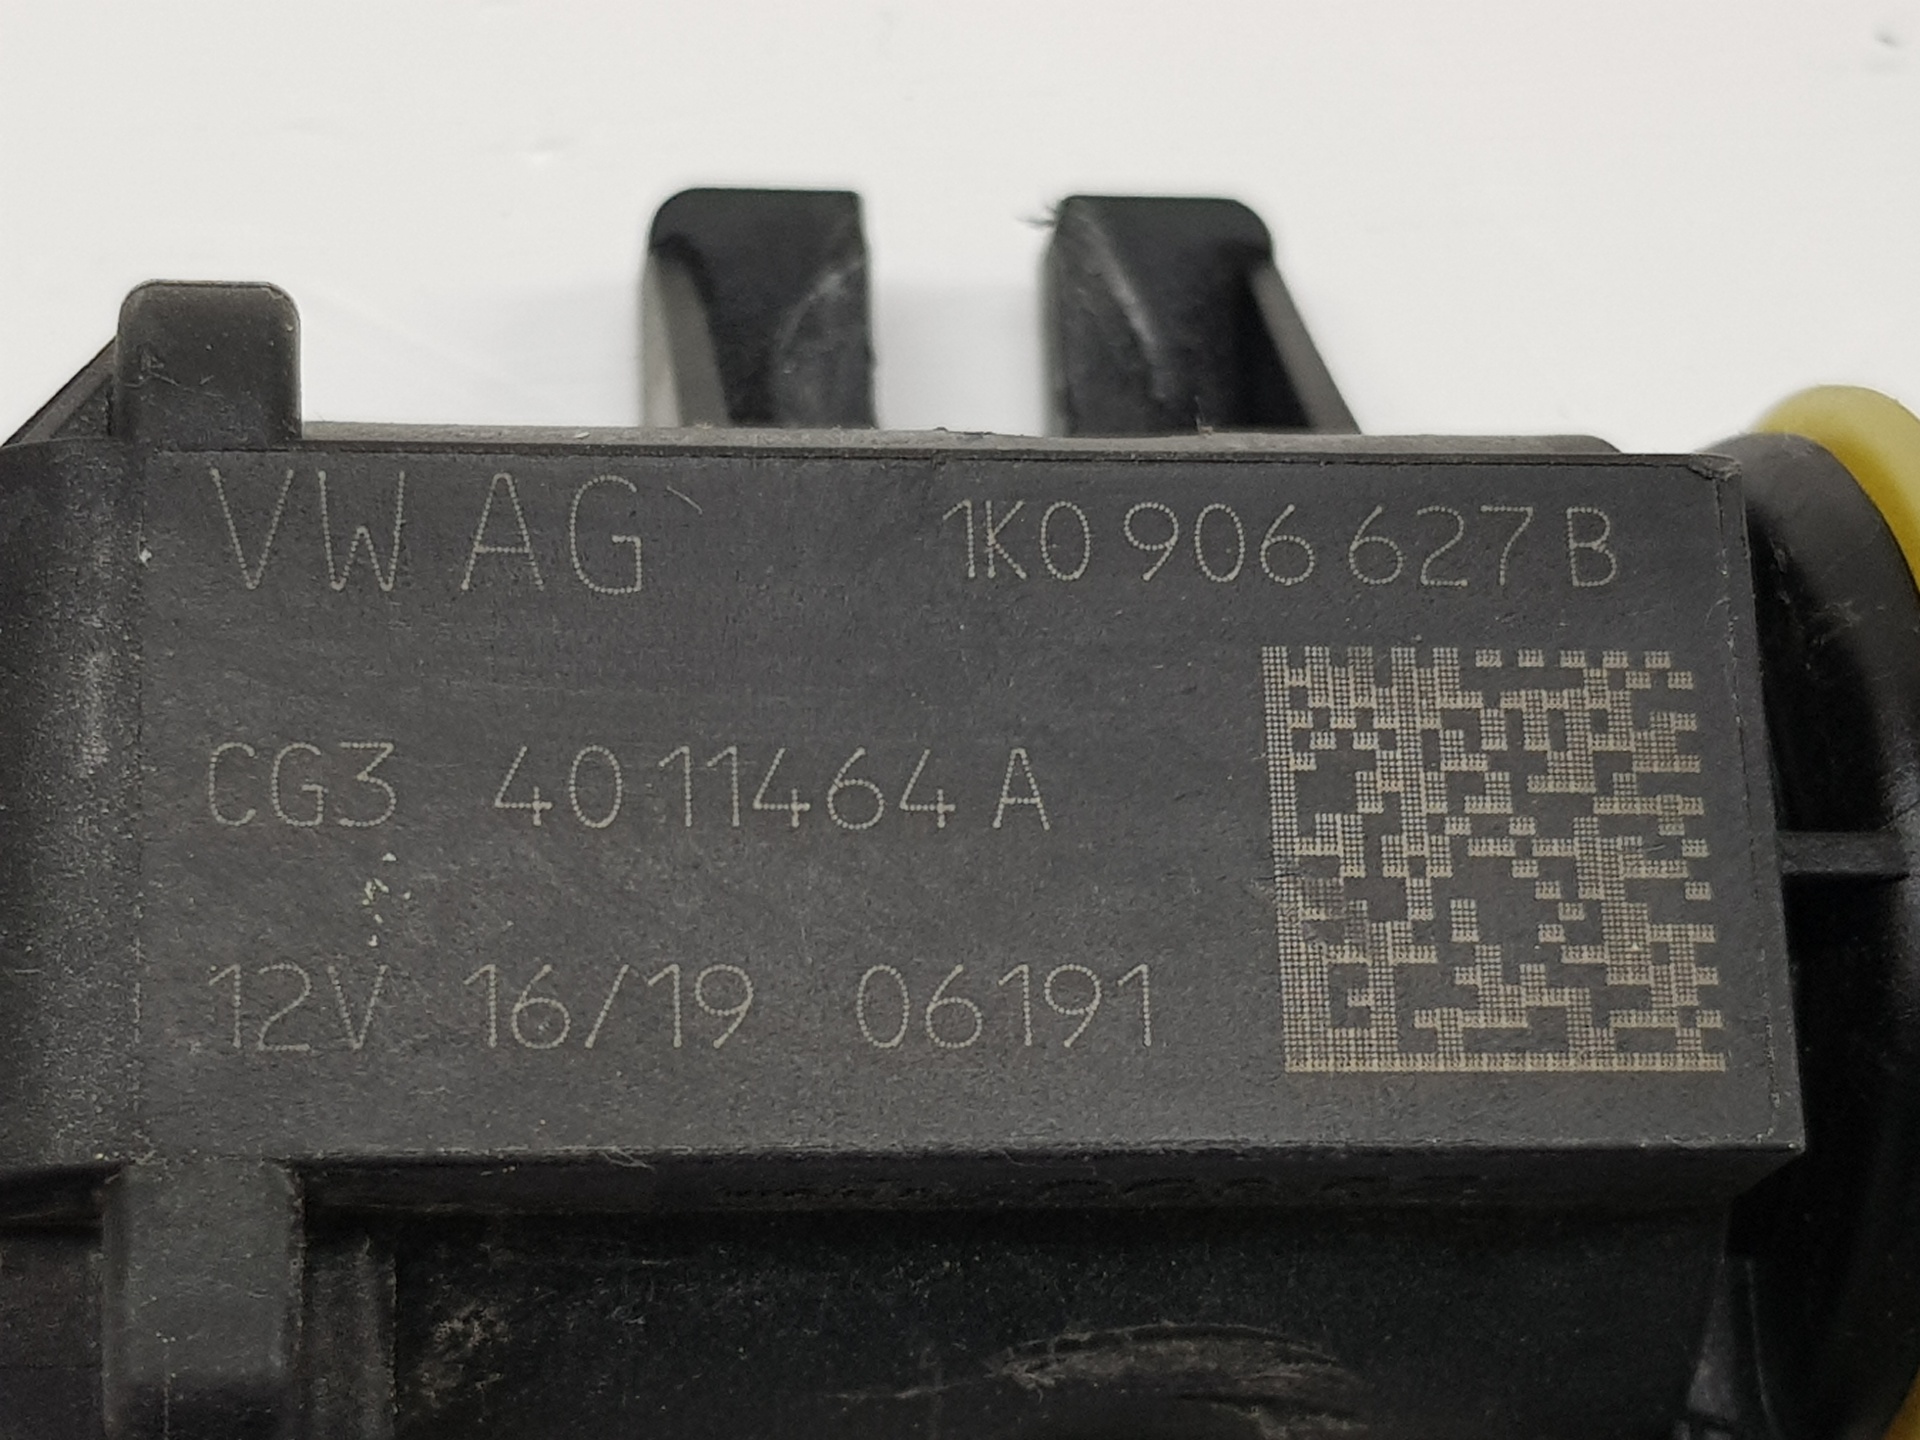 VW AG 1K0 906 627 B
CG3 4011464 A
12V 16/19 06191